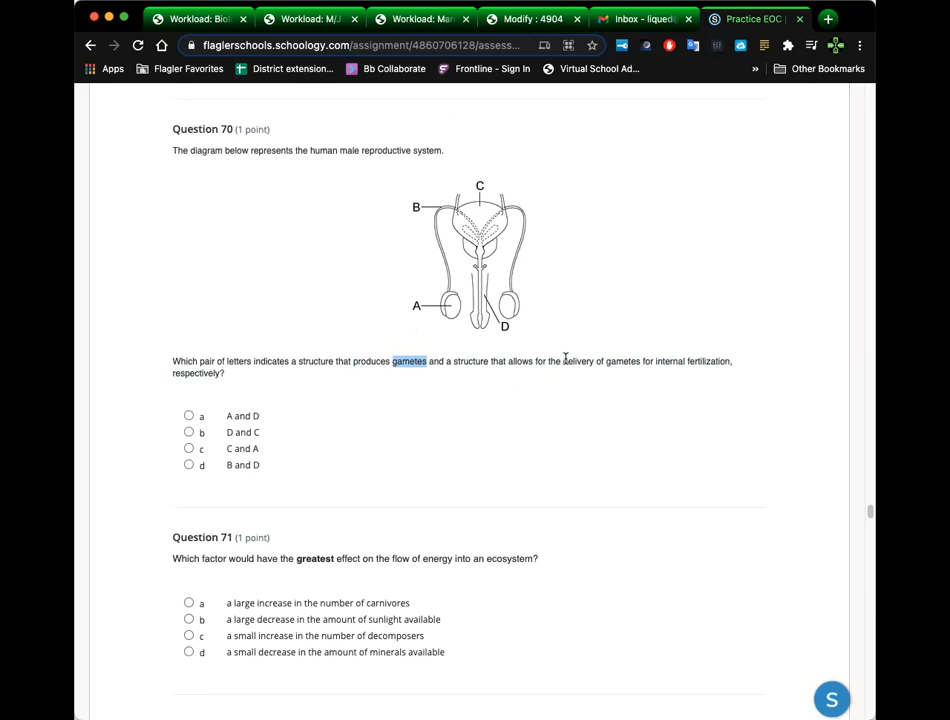 Workload: Biol
Workload: M/J
Workload: Mar
Modify : 4904
Inbox - liqued
Practice EOC |
flaglerschools.schoology.com/assignment/4860706128/assess...
Apps
Flagler Favorites
District extension...
Bb Collaborate
Frontline - Sign In
Virtual School Ad...
»
Other Bookmarks
Question 70 (1 point)
The diagram below represents the human male reproductive system.
C
B
A
D
Which pair of letters indicates a structure that produces gametes and a structure that allows for the delivery of gametes for internal fertilization,
respectively?
a A and D
b D and C
c C and A
d B and D
Question 71 (1 point)
Which factor would have the greatest effect on the flow of energy into an ecosystem?
a a large increase in the number of carnivores
b a large decrease in the amount of sunlight available
c a small increase in the number of decomposers
d a small decrease in the amount of minerals available
S